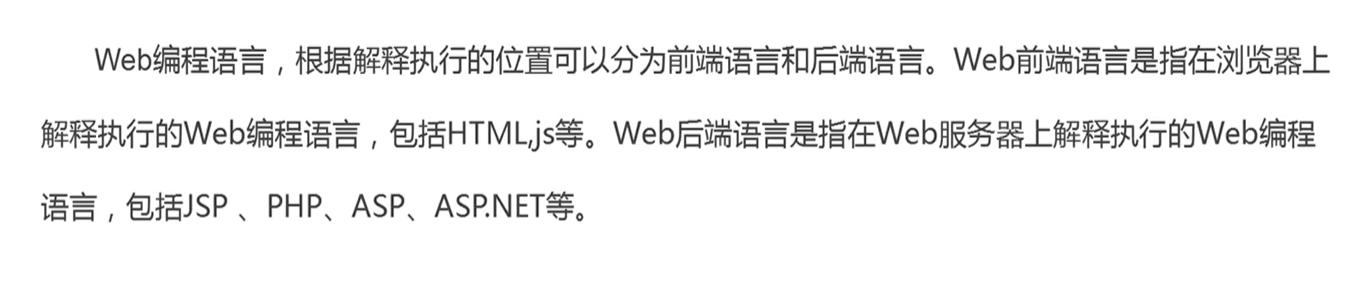 Web编程语言，根据解释执行的位置可以分为前端语言和后端语言。Web前端语言是指在浏览器上
解释执行的Web编程语言，包括HTML,js等。Web后端语言是指在Web服务器上解释执行的Web编程
语言，包括JSP 、PHP、ASP、ASP.NET等。